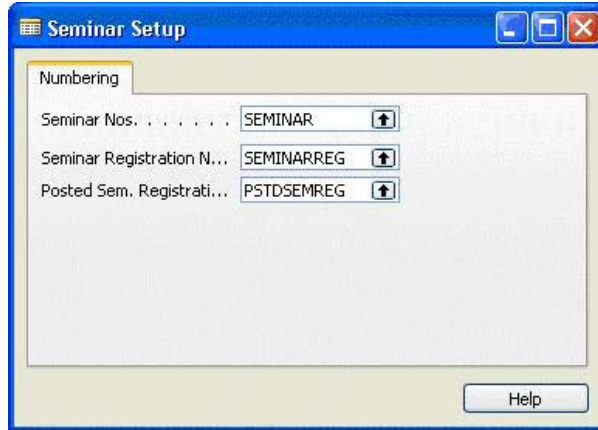 Seminar Setup
Numbering
Seminar Nos. . . . . . . SEMINAR
Seminar Registration N... SEMINARREG
Posted Sem. Registrati... PSTDSEMREG
Help